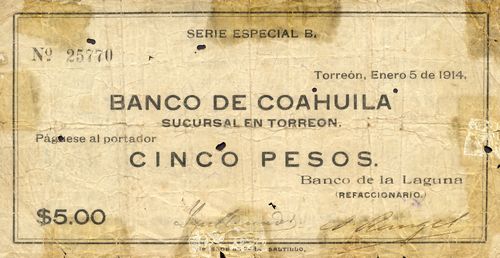 SERIE ESPECIAL B.
Nº 25770
Torreón, Enero 5 de 1914,
BANCO DE COAHUILA
SUCURSAL EN TORREON.
Páguese al portador
CINCO PESOS.
Banco de la Laguna
(REFACCIONARIO.)
$5.00
SALTILLO.